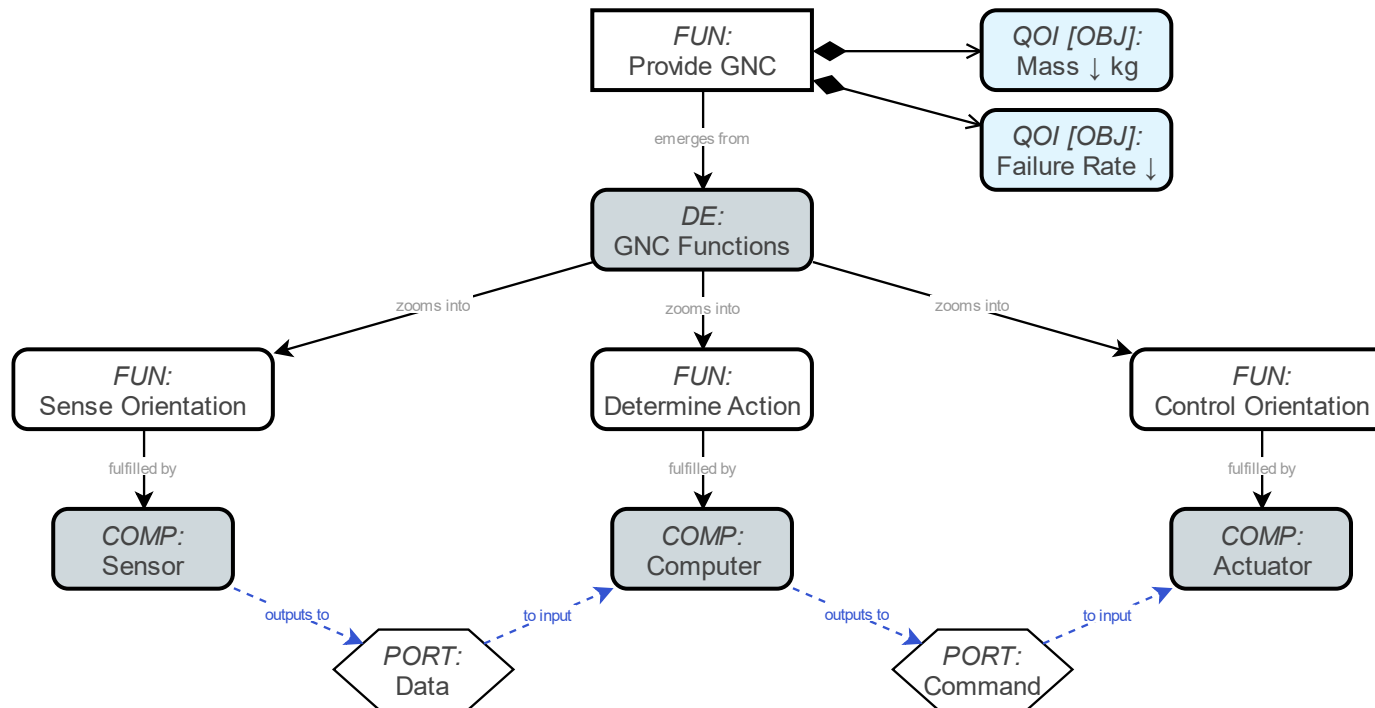 FUN:
Provide GNC
QOI [OBJ]:
Mass ↓ kg
QOI [OBJ]:
Failure Rate ↓
emerges from
DE:
GNC Functions
zooms into
zooms into
zooms into
FUN:
Sense Orientation
FUN:
Determine Action
FUN:
Control Orientation
fulfilled by
fulfilled by
fulfilled by
COMP:
Sensor
COMP:
Computer
COMP:
Actuator
outputs to
to input
outputs to
to input
PORT:
Data
PORT:
Command